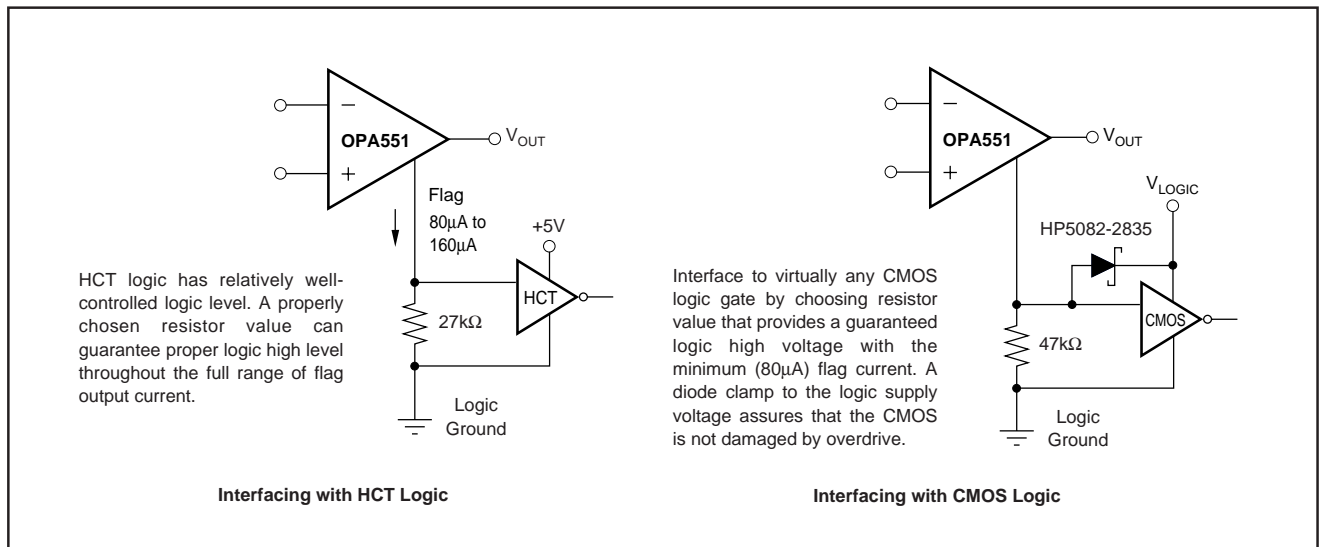 −
OPA551
+
VOUT
Flag
80μA to
160μA
+5V
HCT
27kΩ
Logic
Ground
HCT logic has relatively well-
controlled logic level. A properly
chosen resistor value can
guarantee proper logic high level
throughout the full range of flag
output current.
Interfacing with HCT Logic
−
OPA551
+
VOUT
VLOGIC
HP5082-2835
CMOS
47kΩ
Logic
Ground
Interface to virtually any CMOS
logic gate by choosing resistor
value that provides a guaranteed
logic high voltage with the
minimum (80μA) flag current. A
diode clamp to the logic supply
voltage assures that the CMOS
is not damaged by overdrive.
Interfacing with CMOS Logic